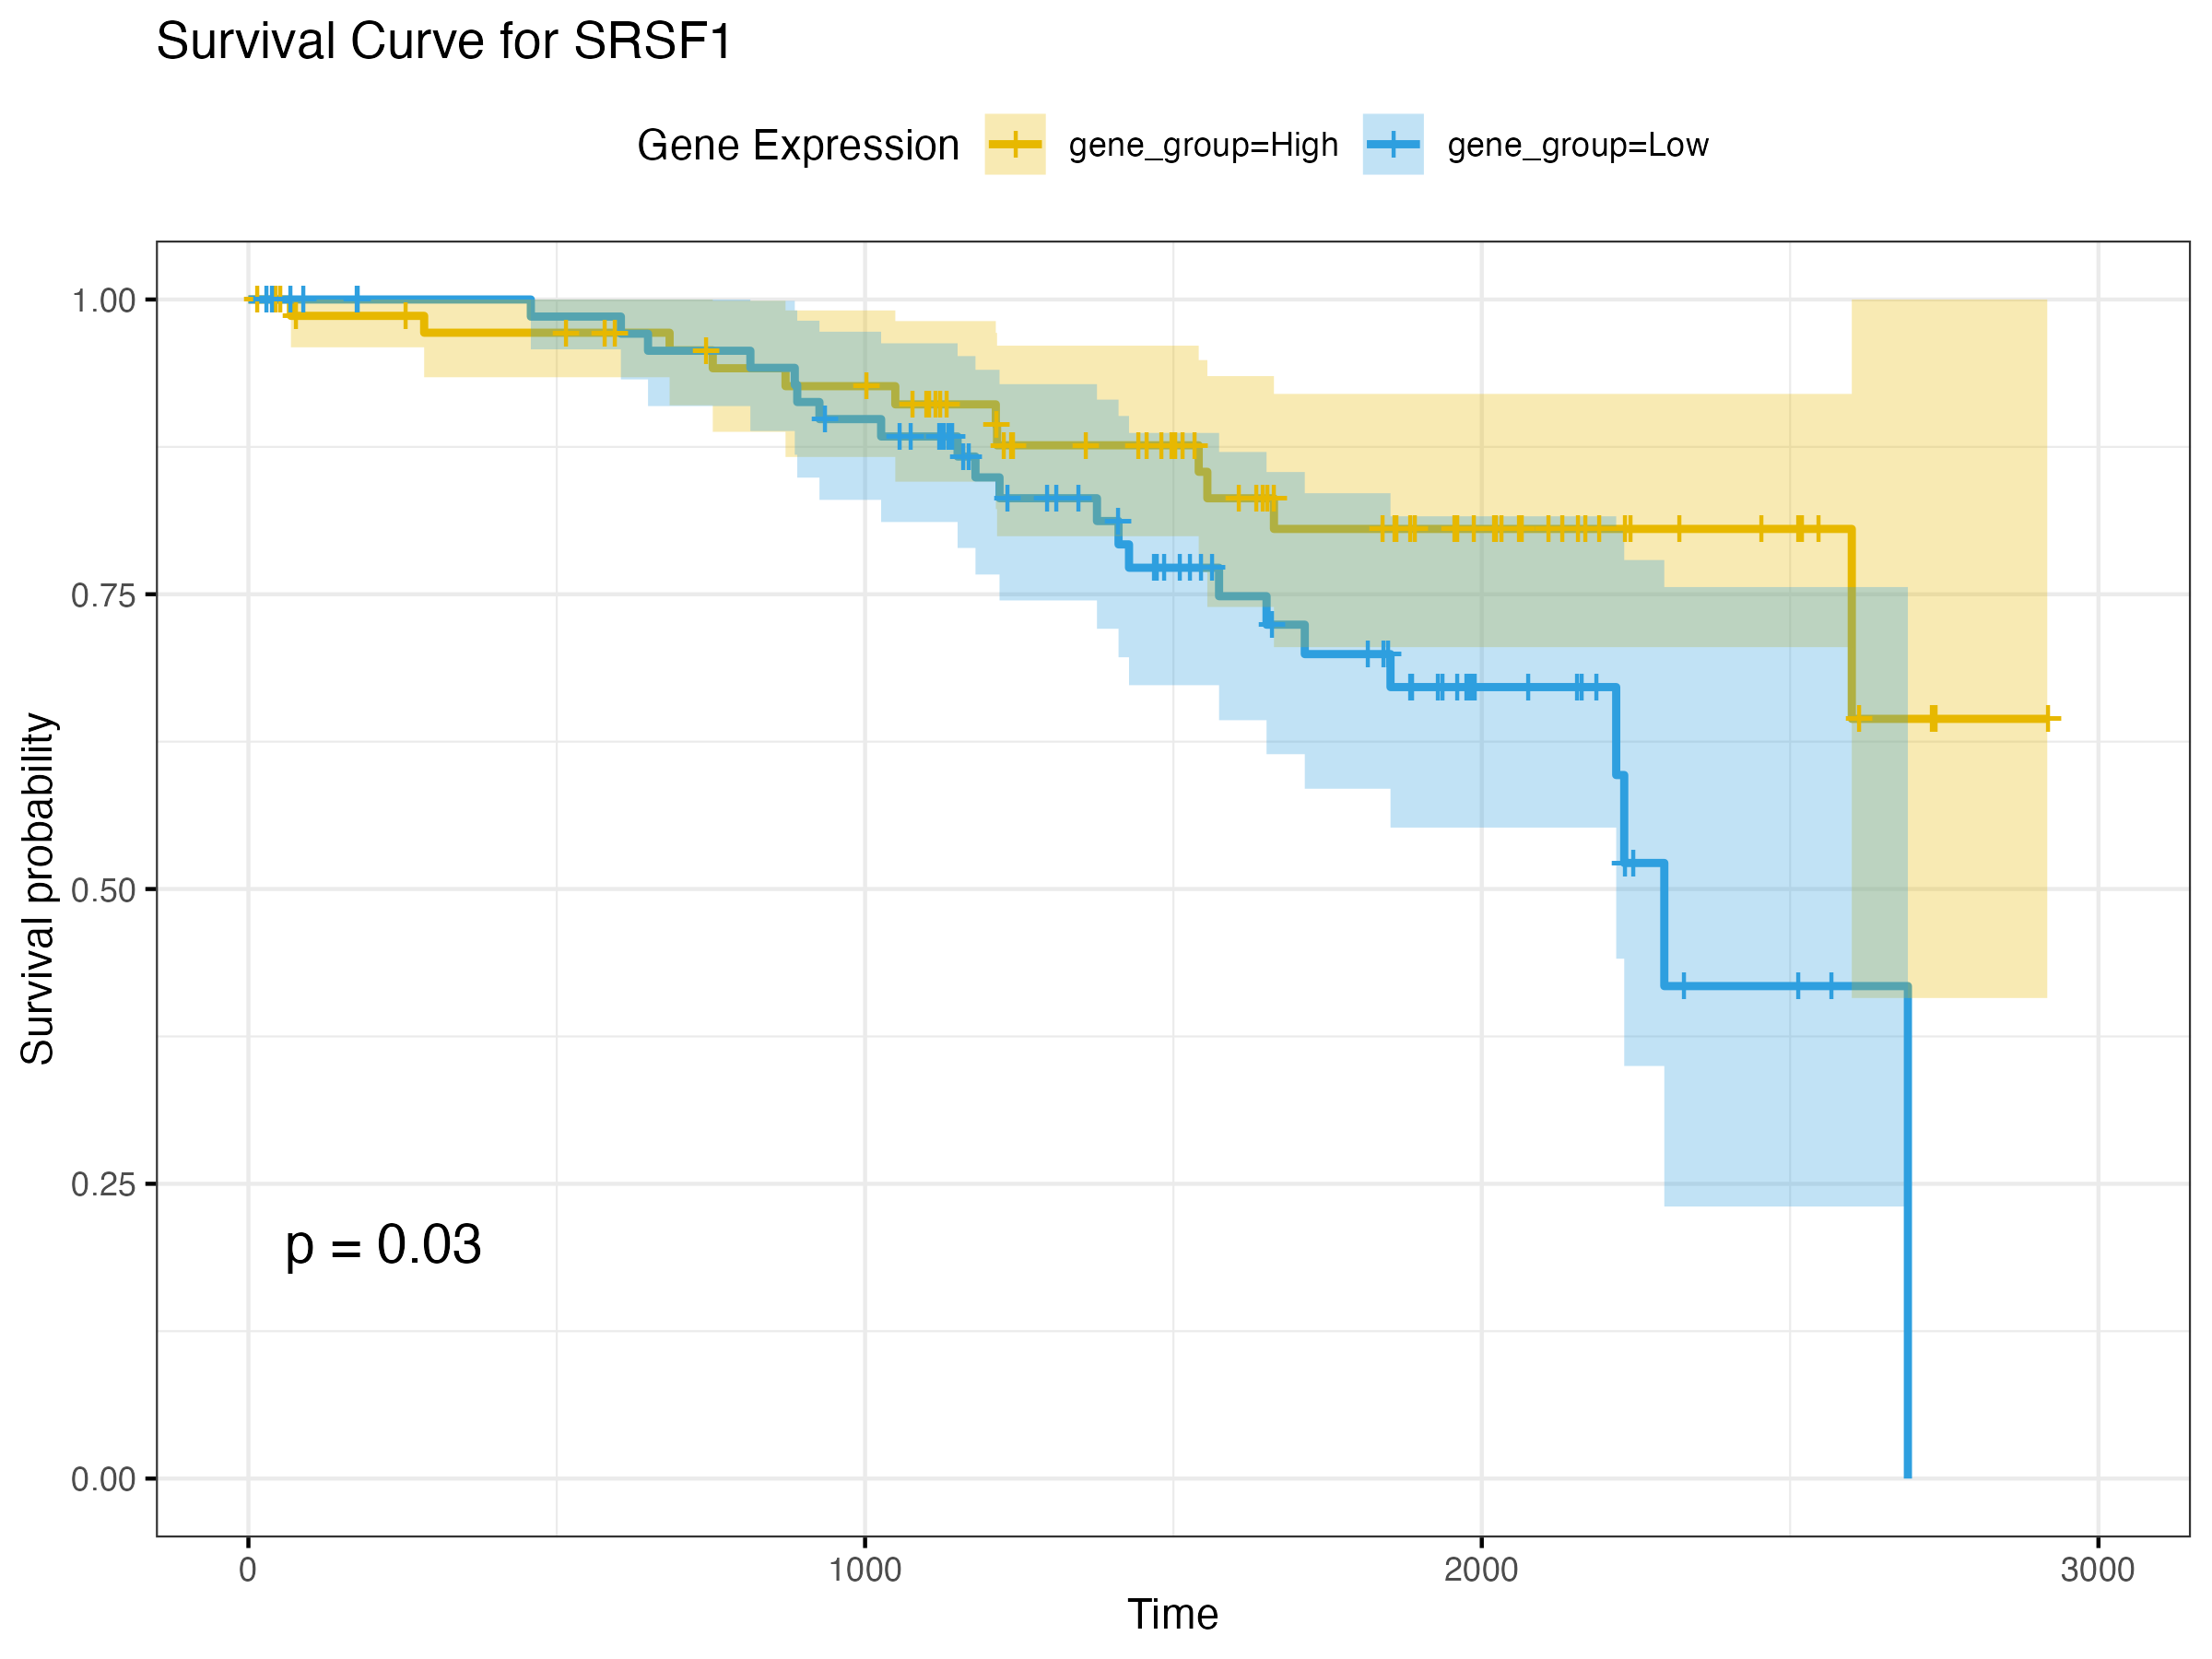 Survival Curve for SRSF1
Gene Expression gene_group=High gene_group=Low
1.00
0.75
0.50
0.25
0.00
Survival probability
p = 0.03
0 1000 2000 3000
Time